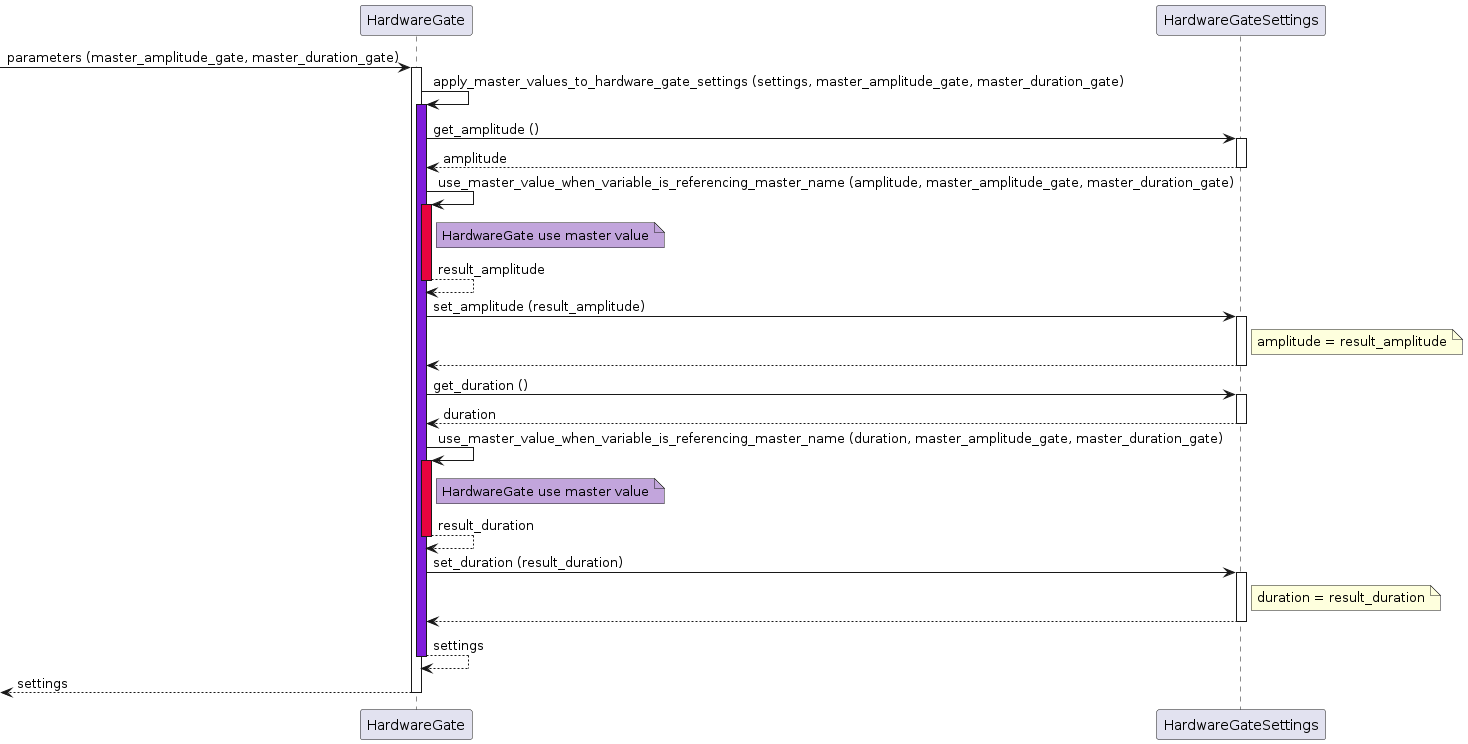 HardwareGate
HardwareGateSettings
parameters (master_amplitude_gate, master_duration_gate)
apply_master_values_to_hardware_gate_settings (settings, master_amplitude_gate, master_duration_gate)
get_amplitude ()
amplitude
use_master_value_when_variable_is_referencing_master_name (amplitude, master_amplitude_gate, master_duration_gate)
HardwareGate use master value
result_amplitude
set_amplitude (result_amplitude)
amplitude = result_amplitude
get_duration ()
duration
use_master_value_when_variable_is_referencing_master_name (duration, master_amplitude_gate, master_duration_gate)
HardwareGate use master value
result_duration
set_duration (result_duration)
duration = result_duration
settings
settings
HardwareGate
HardwareGateSettings